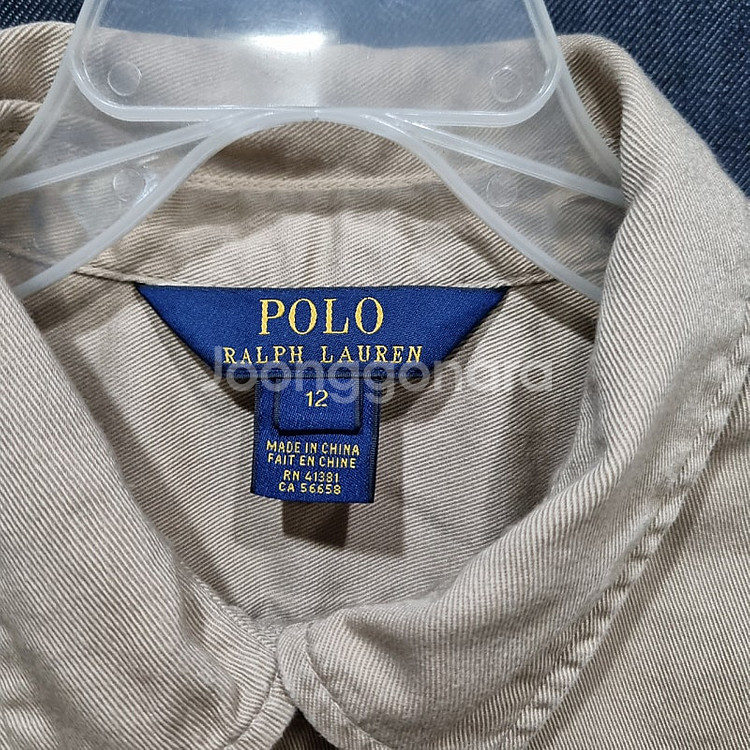 POLO
RALPH LAUREN
Joonggonara
12
MADE IN CHINA
FAIT EN CHINE
RN 41381
CA 56658